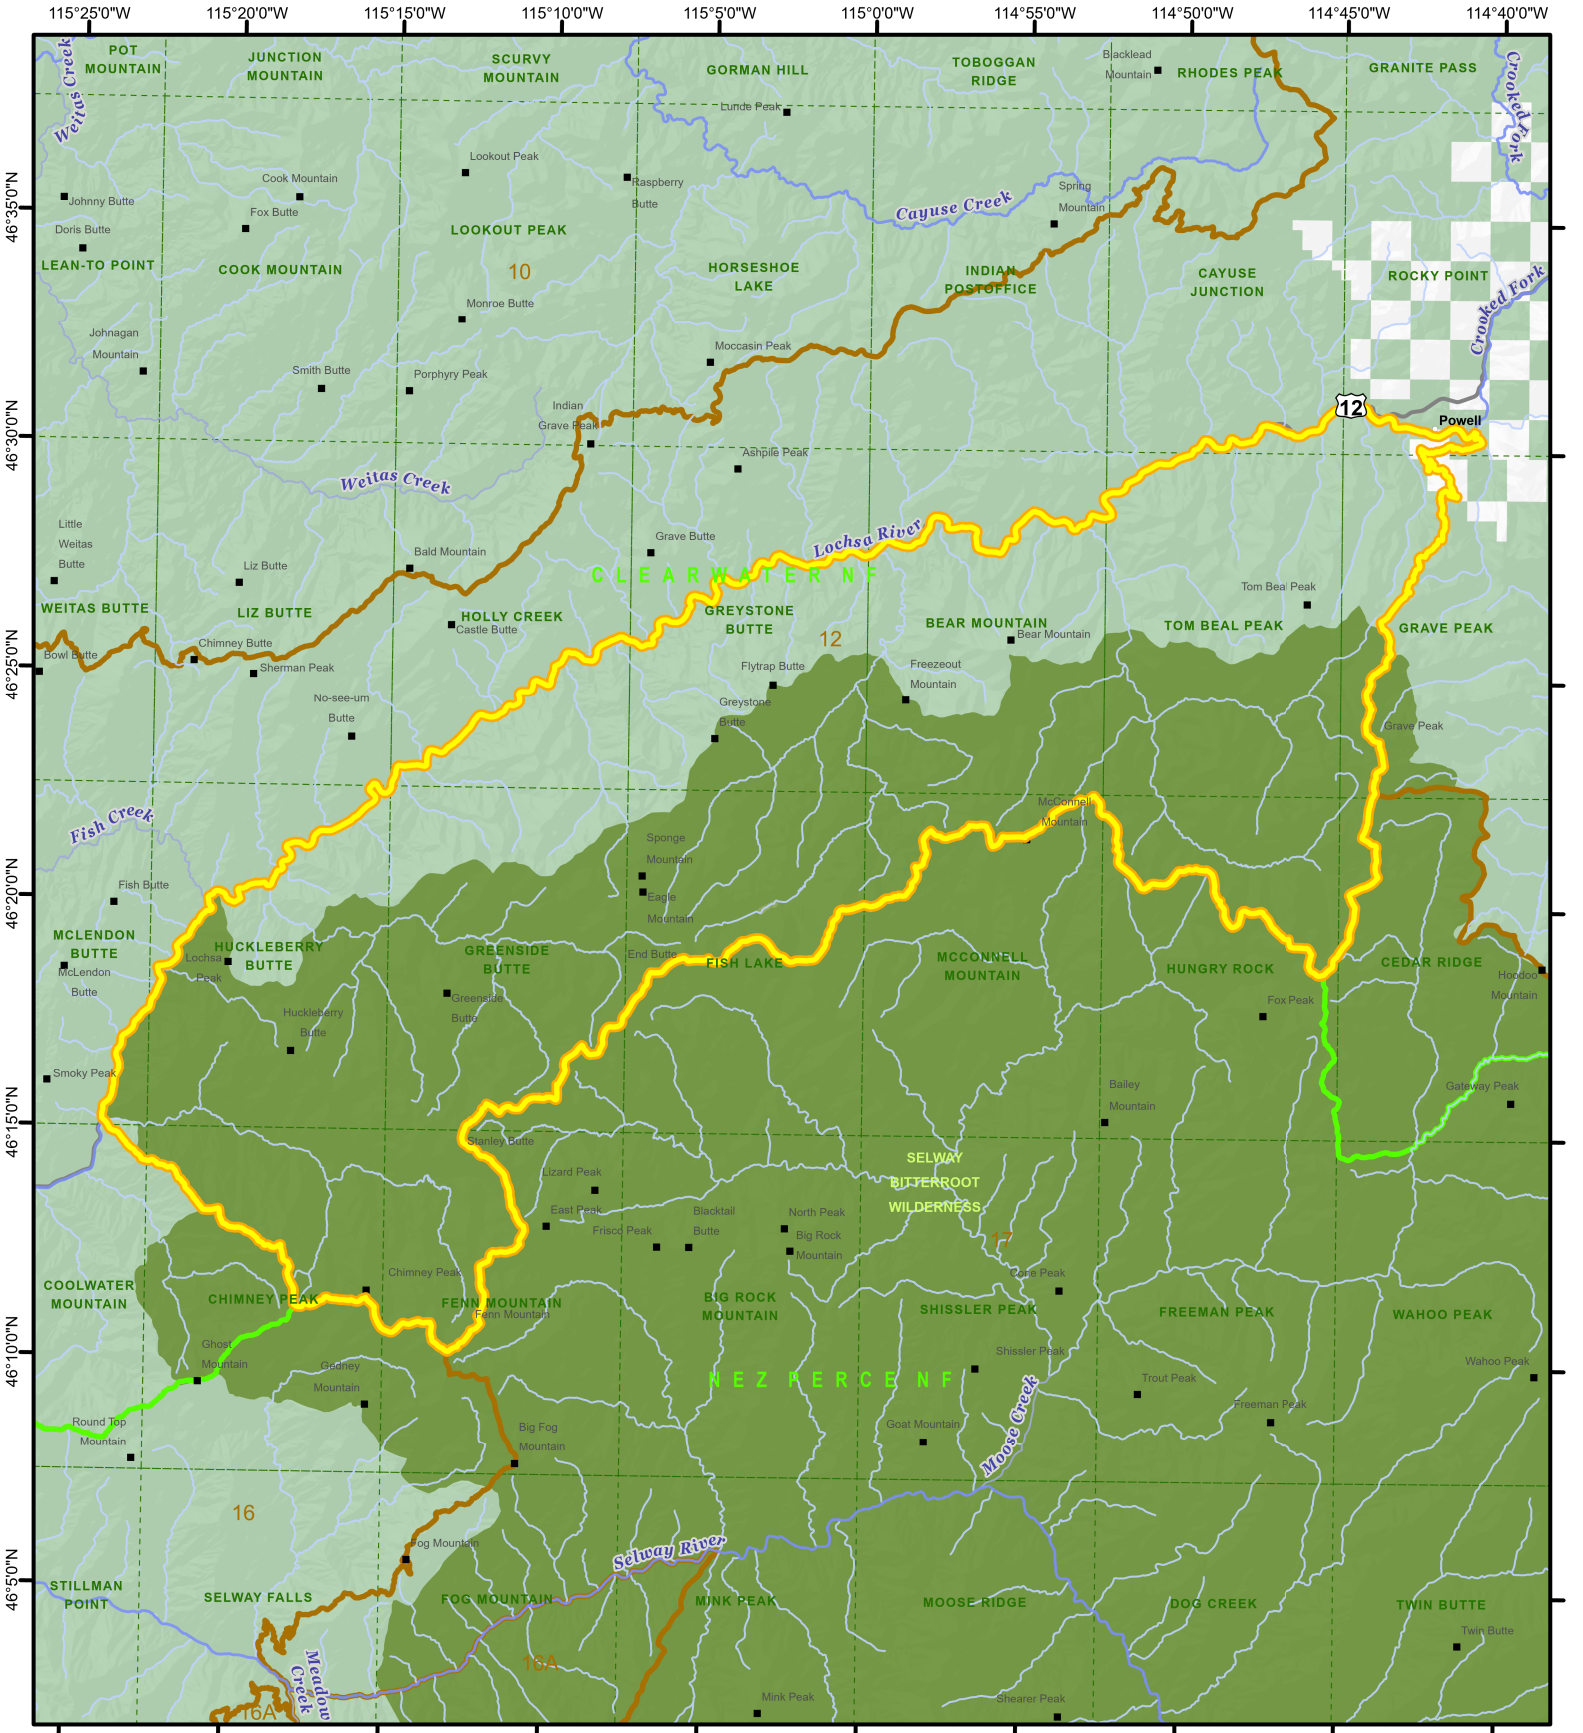 115°25'0"W 115°20'0"W 115°15'0"W 115°10'0"W 115°5'0"W 115°0'0"W 114°55'0"W 114°50'0"W 114°45'0"W 114°40'0"W
46°35'0"N
46°30'0"N
46°25'0"N
46°20'0"N
46°15'0"N
46°10'0"N
46°5'0"N
Weitas Creek
POT
MOUNTAIN
JUNCTION
MOUNTAIN
SCURVY
MOUNTAIN
GORMAN HILL
TOBOGGAN
RIDGE
Blacklead
Mountain
RHODES PEAK
GRANITE PASS
Crooked Fork
Lunde Peak
Lookout Peak
Cook Mountain
Raspberry
Butte
Johnny Butte
Fox Butte
Doris Butte
Spring
Mountain
Cayuse Creek
LOOKOUT PEAK
LEAN-TO POINT
COOK MOUNTAIN
10
HORSESHOE
LAKE
INDIAN
POSTOFFICE
CAYUSE
JUNCTION
ROCKY POINT
Crooked Fork
Monroe Butte
Johnagan
Mountain
Moccasin Peak
Smith Butte
Porphyry Peak
Indian
Grave Peak
12
Powell
Ashpile Peak
Weitas Creek
Little
Weitas
Butte
Grave Butte
Lochsa River
Bald Mountain
Liz Butte
CLEARWATER NF
Tom Beal Peak
WEITAS BUTTE
LIZ BUTTE
HOLLY CREEK
Castle Butte
GREYSTONE
BUTTE
12
BEAR MOUNTAIN
Bear Mountain
TOM BEAL PEAK
GRAVE PEAK
Chimney Butte
Bowl Butte
Sherman Peak
Flytrap Butte
Freezeout
Mountain
No-see-um
Butte
Greystone
Butte
Grave Peak
McConnell
Mountain
Fish Creek
Sponge
Mountain
Fish Butte
Eagle
Mountain
MCLENDON
BUTTE
HUCKLEBERRY
BUTTE
Lochsa
Peak
GREENSIDE
BUTTE
End Butte
FISH LAKE
MCCONNELL
MOUNTAIN
HUNGRY ROCK
CEDAR RIDGE
McLendon
Butte
Hoodoo
Mountain
Greenside
Butte
Fox Peak
Huckleberry
Butte
Smoky Peak
Bailey
Mountain
Gateway Peak
Stanley Butte
SELWAY
BITTERROOT
WILDERNESS
Lizard Peak
East Peak
Frisco Peak
Blacktail
Butte
North Peak
Big Rock
Mountain
17
Chimney Peak
Cone Peak
COOLWATER
MOUNTAIN
CHIMNEY PEAK
FENN MOUNTAIN
Fenn Mountain
BIG ROCK
MOUNTAIN
SHISSLER PEAK
FREEMAN PEAK
WAHOO PEAK
Ghost
Mountain
Shissler Peak
Gedney
Mountain
Wahoo Peak
NEZ PERCE NF
Trout Peak
Freeman Peak
Round Top
Mountain
Big Fog
Mountain
Goat Mountain
Moose Creek
16
Fog Mountain
Selway River
STILLMAN
POINT
SELWAY FALLS
FOG MOUNTAIN
MINK PEAK
MOOSE RIDGE
DOG CREEK
TWIN BUTTE
Twin Butte
16A
Meadow
Creek
16A
Mink Peak
Shearer Peak